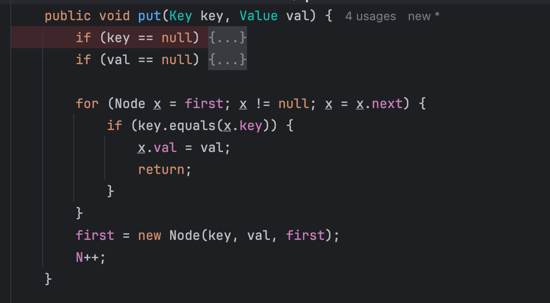 public void put(Key key, Value val) { 4 usages new *
    if (key == null) {...}
    if (val == null) {...}

    for (Node x = first; x != null; x = x.next) {
        if (key.equals(x.key)) {
            x.val = val;
            return;
        }
    }
    first = new Node(key, val, first);
    N++;
}